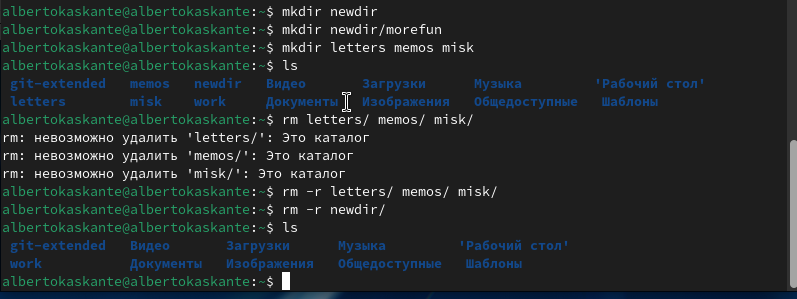 albertokaskante@albertokaskante:~$ mkdir newdir
albertokaskante@albertokaskante:~$ mkdir newdir/morefun
albertokaskante@albertokaskante:~$ mkdir letters memos misk
albertokaskante@albertokaskante:~$ ls
git-extended memos newdir Видео Загрузки Музыка 'Рабочий стол'
letters misk work Документы Изображения Общедоступные Шаблоны
albertokaskante@albertokaskante:~$ rm letters/ memos/ misk/
rm: невозможно удалить 'letters/': Это каталог
rm: невозможно удалить 'memos/': Это каталог
rm: невозможно удалить 'misk/': Это каталог
albertokaskante@albertokaskante:~$ rm -r letters/ memos/ misk/
albertokaskante@albertokaskante:~$ rm -r newdir/
albertokaskante@albertokaskante:~$ ls
git-extended Видео Загрузки Музыка 'Рабочий стол'
work Документы Изображения Общедоступные Шаблоны
albertokaskante@albertokaskante:~$